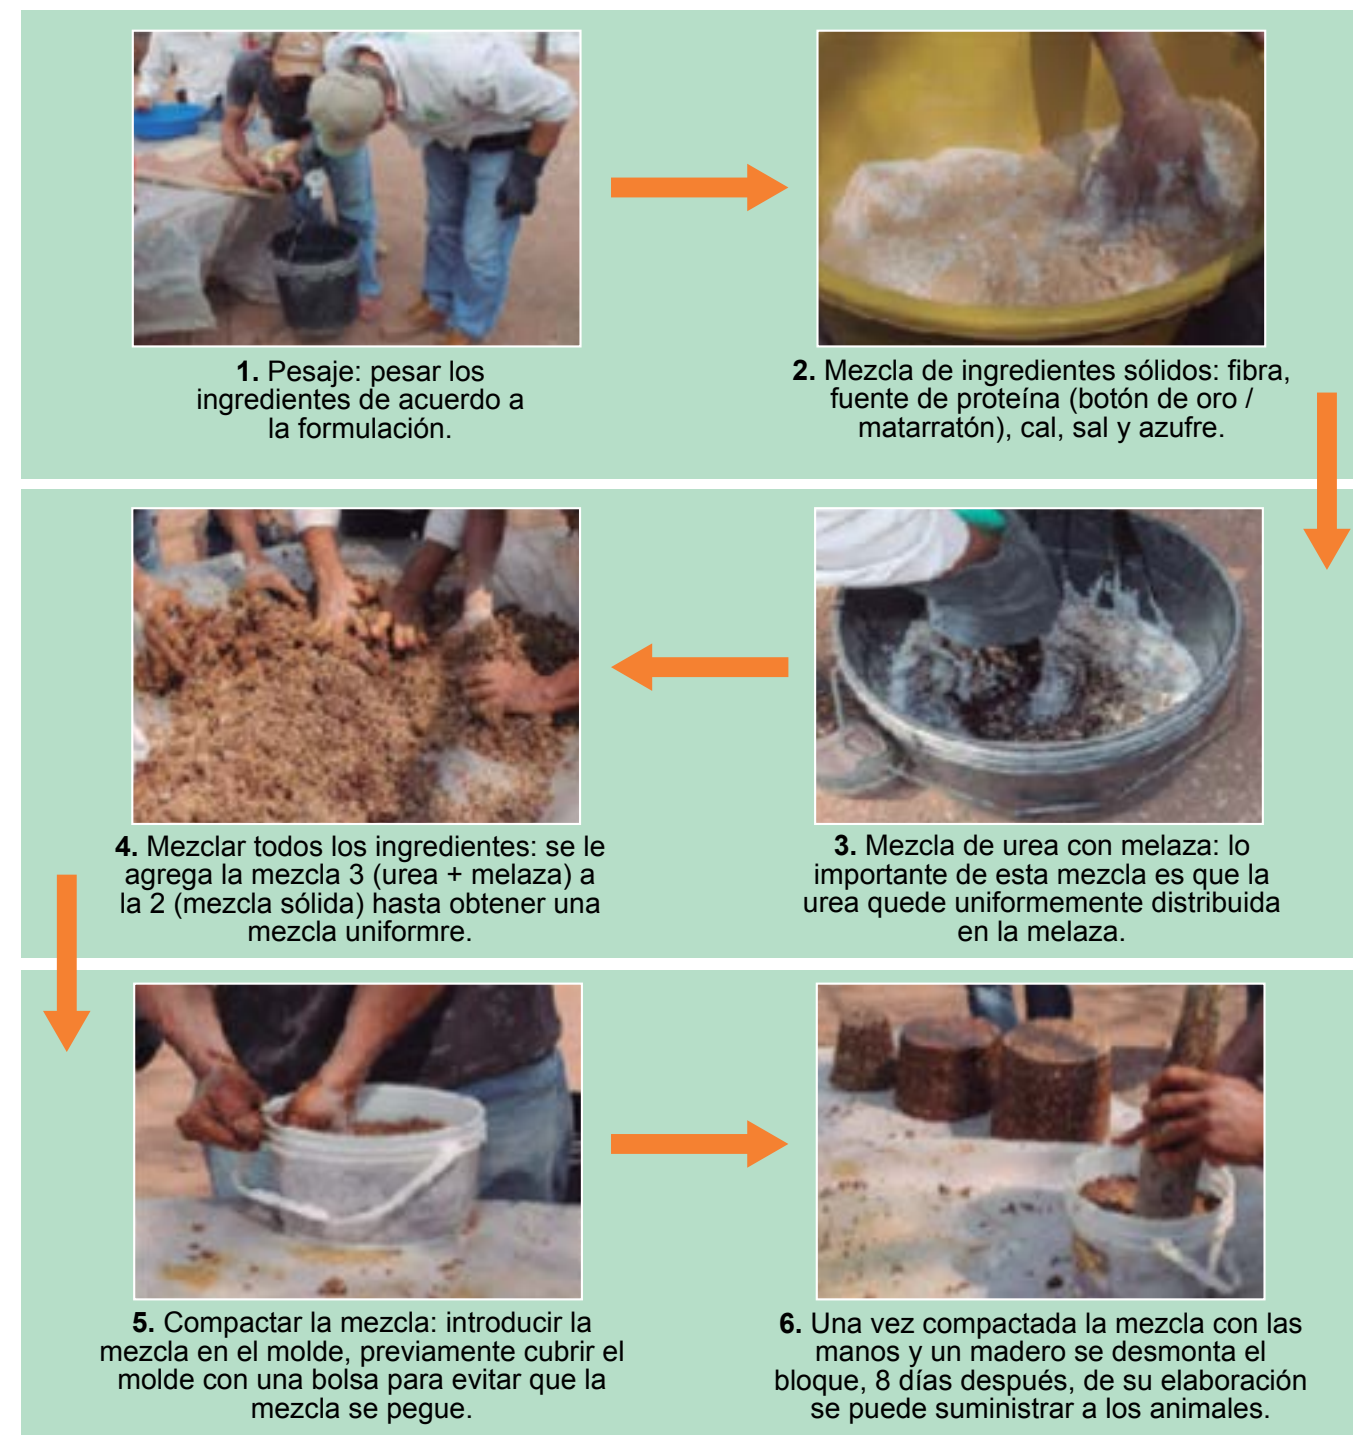 1. Pesaje: pesar los
ingredientes de acuerdo a
la formulación.
2. Mezcla de ingredientes sólidos: fibra,
fuente de proteína (botón de oro /
matarratón), cal, sal y azufre.
3. Mezcla de urea con melaza: lo
importante de esta mezcla es que la
urea quede uniformemente distribuida
en la melaza.
4. Mezclar todos los ingredientes: se le
agrega la mezcla 3 (urea + melaza) a
la 2 (mezcla sólida) hasta obtener una
mezcla uniformre.
5. Compactar la mezcla: introducir la
mezcla en el molde, previamente cubrir el
molde con una bolsa para evitar que la
mezcla se pegue.
6. Una vez compactada la mezcla con las
manos y un madero se desmonta el
bloque, 8 días después, de su elaboración
se puede suministrar a los animales.